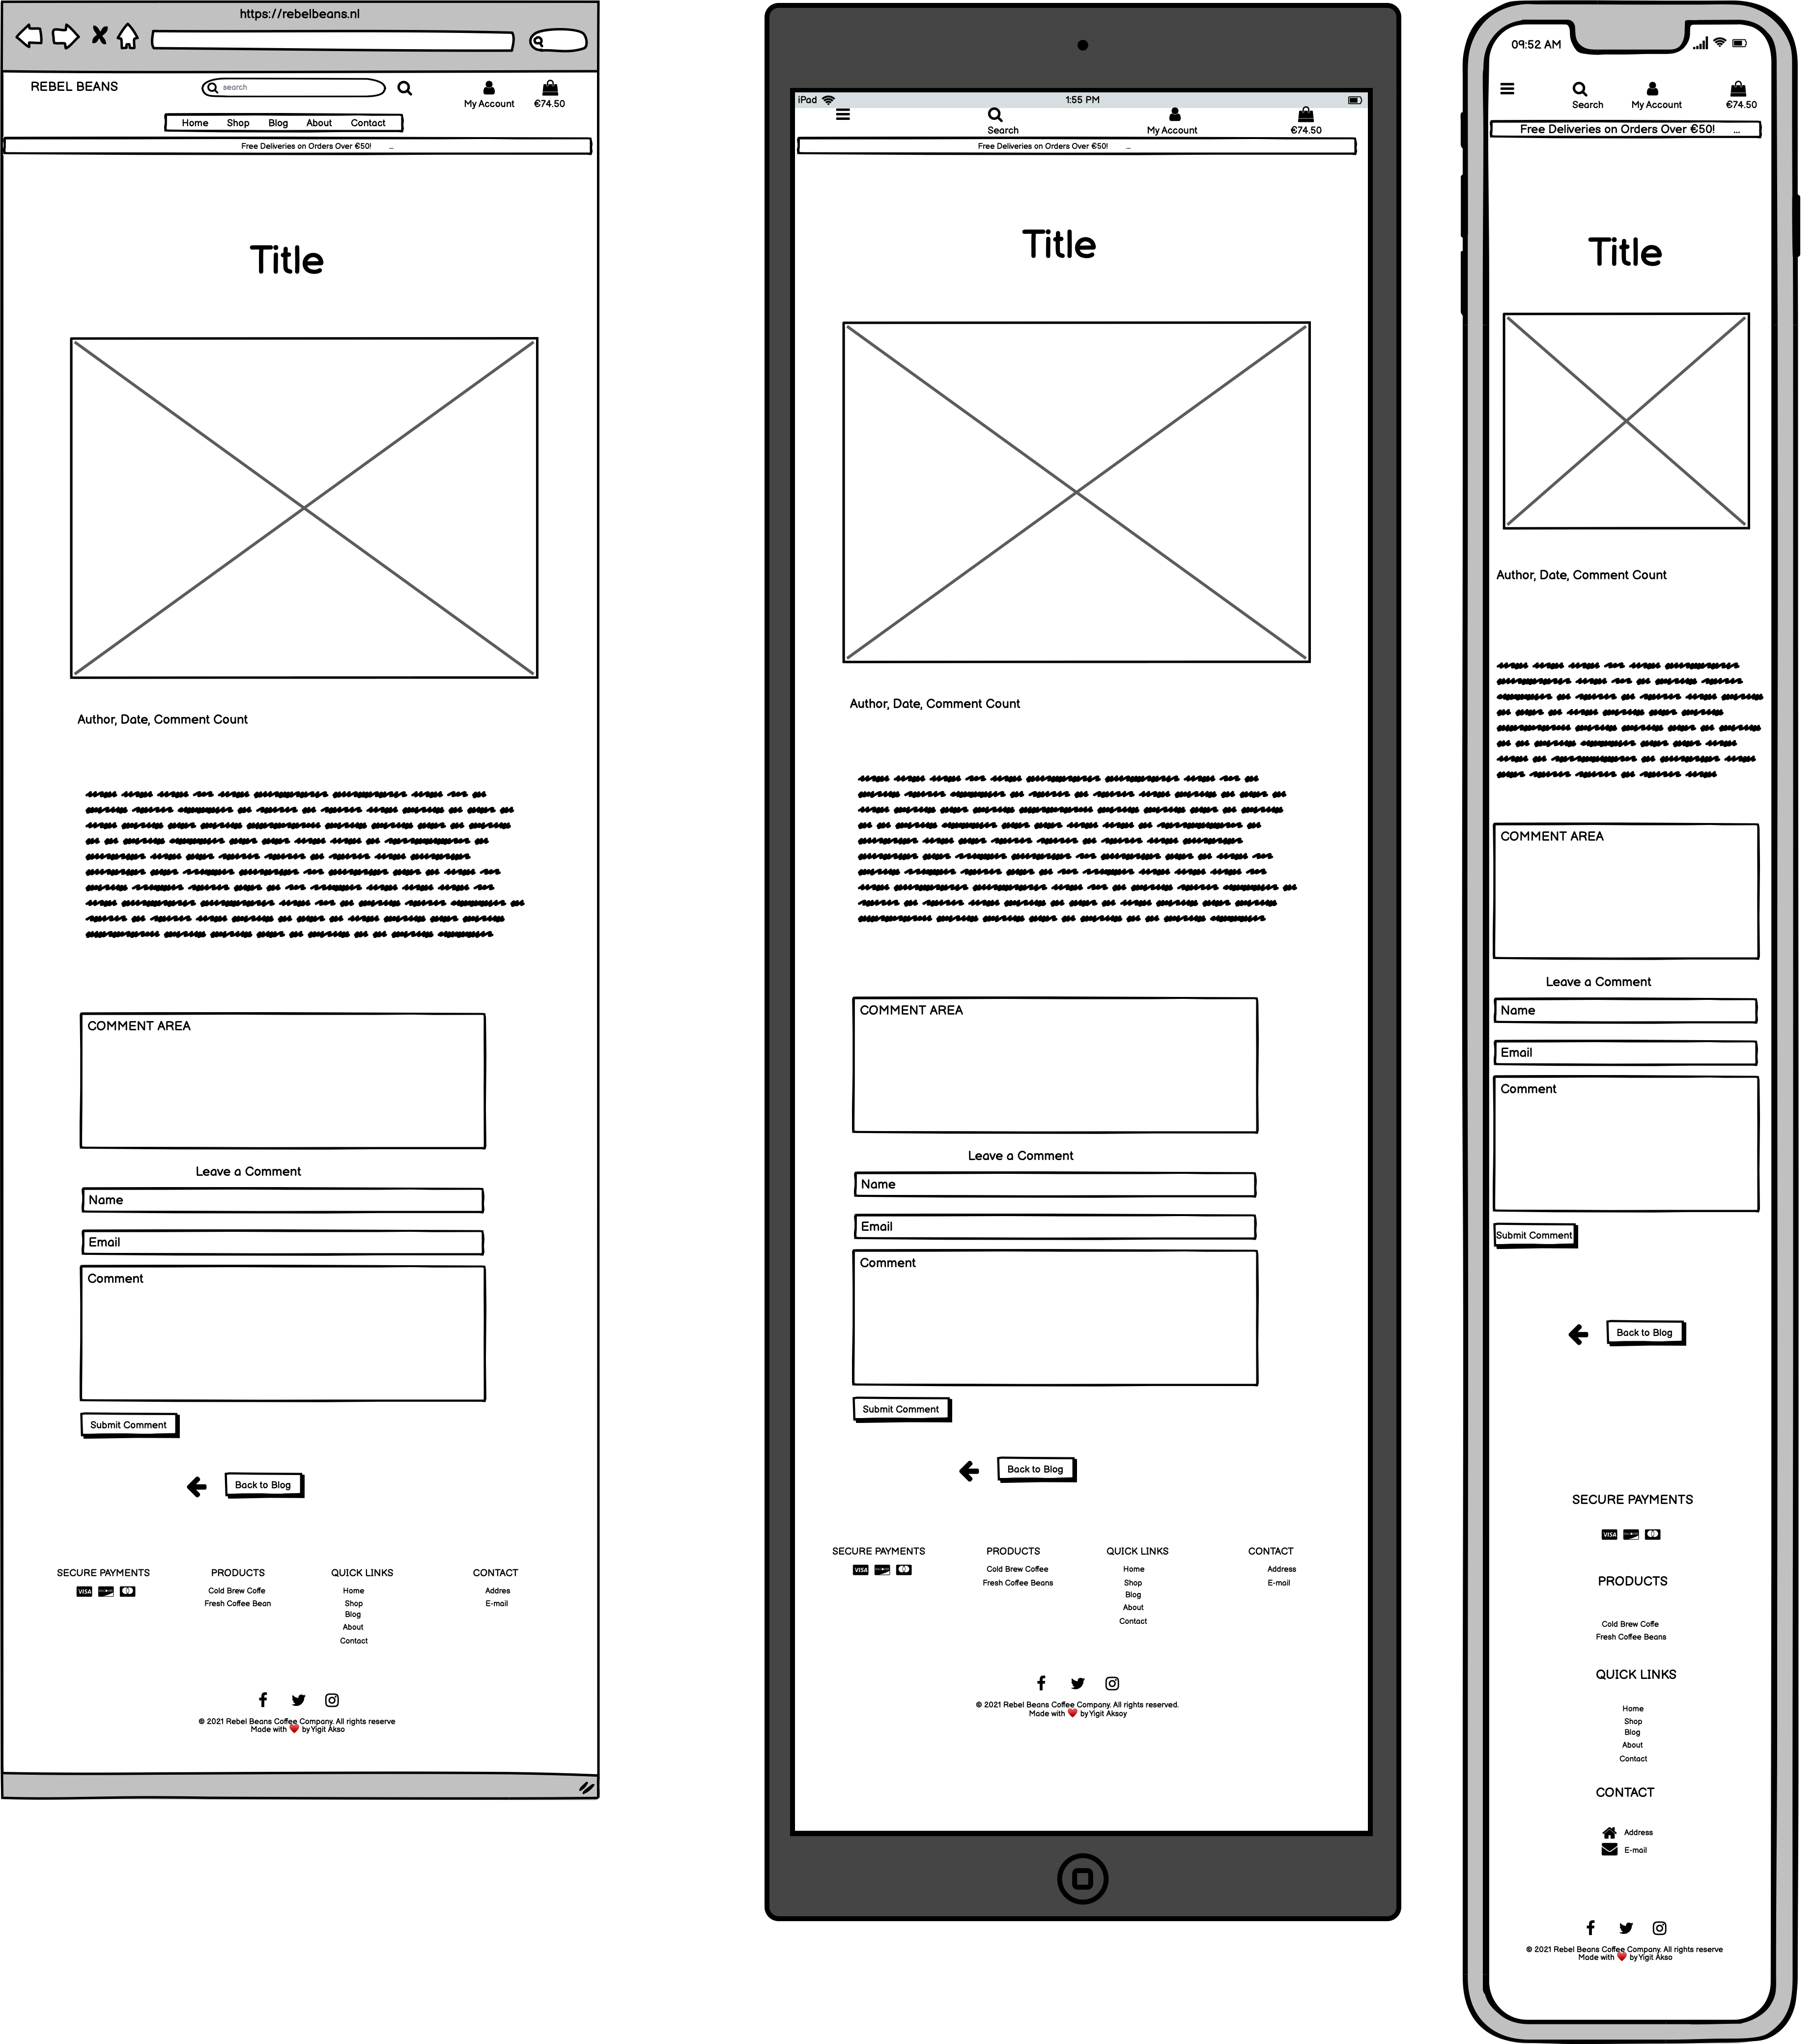 https://rebelbeans.nl
REBEL BEANS
search
My Account
€74.50
Home Shop Blog About Contact
Free Deliveries on Orders Over €50! ...
Title
Author, Date, Comment Count
COMMENT AREA
Leave a Comment
Name
Email
Comment
Submit Comment
Back to Blog
SECURE PAYMENTS
VISA
PRODUCTS
Cold Brew Coffe
Fresh Coffee Bean
QUICK LINKS
Home
Shop
Blog
About
Contact
CONTACT
Addres
E-mail
© 2021 Rebel Beans Coffee Company. All rights reserve
Made with ❤️ by Yigit Akso
iPad
1:55 PM
Search
My Account
€74.50
Free Deliveries on Orders Over €50! ...
Title
Author, Date, Comment Count
COMMENT AREA
Leave a Comment
Name
Email
Comment
Submit Comment
Back to Blog
SECURE PAYMENTS
VISA
PRODUCTS
Cold Brew Coffee
Fresh Coffee Beans
QUICK LINKS
Home
Shop
Blog
About
Contact
CONTACT
Address
E-mail
© 2021 Rebel Beans Coffee Company. All rights reserved.
Made with ❤️ by Yigit Aksoy
09:52 AM
Search
My Account
€74.50
Free Deliveries on Orders Over €50! ...
Title
Author, Date, Comment Count
COMMENT AREA
Leave a Comment
Name
Email
Comment
Submit Comment
Back to Blog
SECURE PAYMENTS
VISA
PRODUCTS
Cold Brew Coffe
Fresh Coffee Beans
QUICK LINKS
Home
Shop
Blog
About
Contact
CONTACT
Address
E-mail
© 2021 Rebel Beans Coffee Company. All rights reserve
Made with ❤️ by Yigit Akso